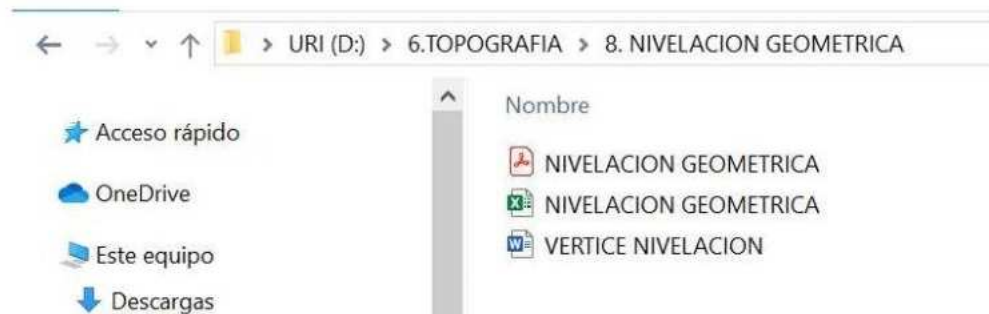 URI (D:) > 6.TOPOGRAFIA > 8. NIVELACION GEOMETRICA
Acceso rápido
OneDrive
Este equipo
Descargas
Nombre
NIVELACION GEOMETRICA
NIVELACION GEOMETRICA
VERTICE NIVELACION